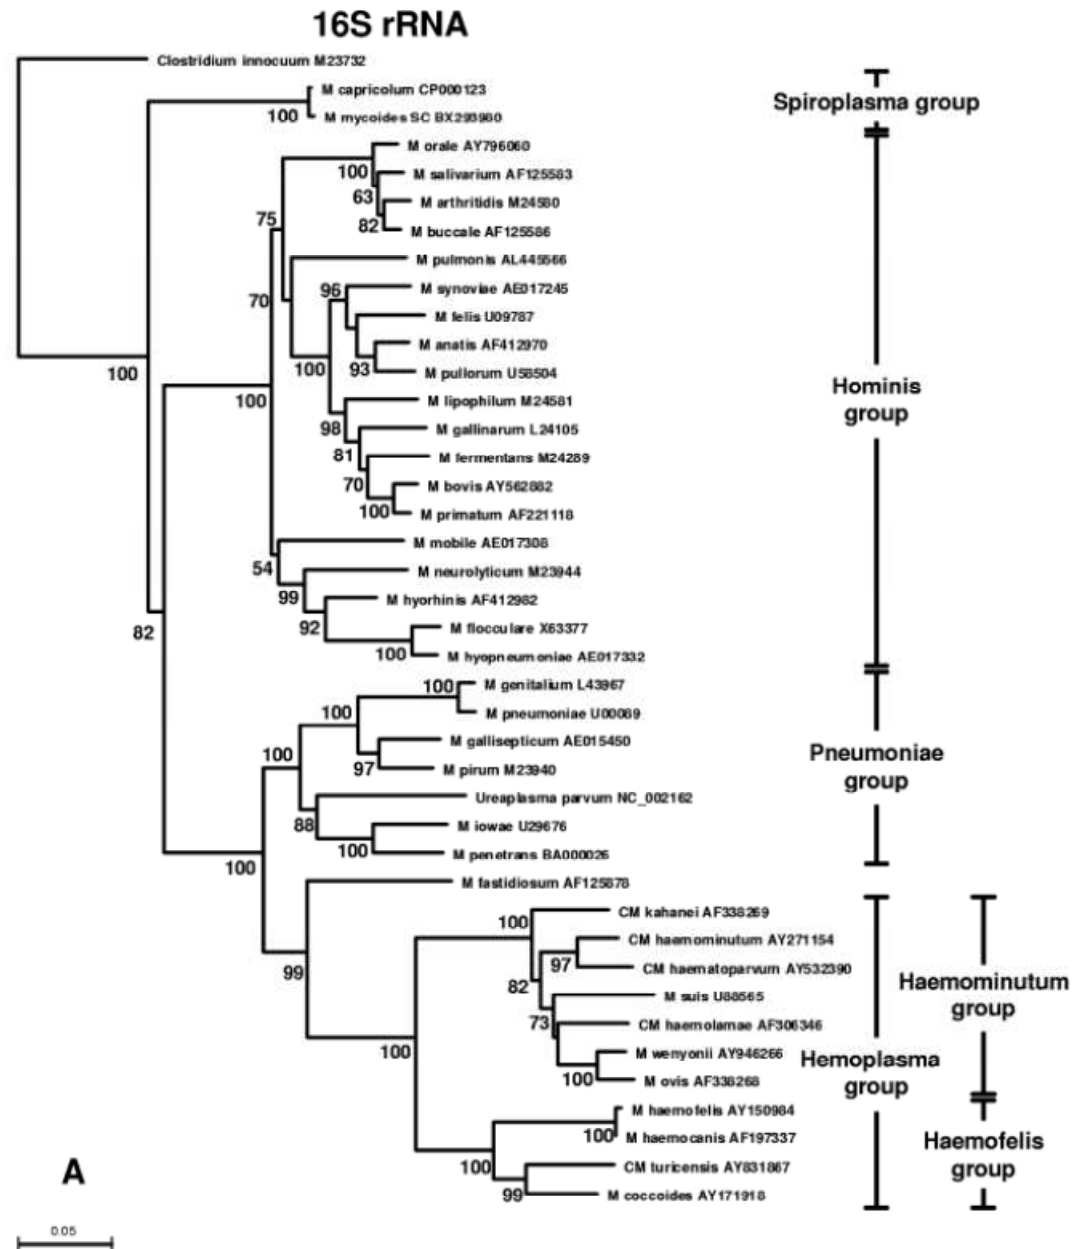 16S rRNA
Clostridium innocuum M23732
M capricolum CP000123
100
M mycoides SC BX293980
Spiroplasma group
M orale AY796060
100
M salivarium AF125583
63
M arthritidis M24580
82
M buccale AF125586
75
M pulmonis AL445566
96
M synoviae AE017245
70
M felis U09787
M anatis AF412970
100
93
M pullorum U58504
100
M lipophilum M24581
100
98
M gallinarum L24105
81
M fermentans M24289
70
M bovis AY562882
100
M primatum AF221118
Hominis
group
M mobile AE017308
54
M neurolyticum M23944
99
M hyorhinis AF412982
92
M flocculare X63377
82
100
M hyopneumoniae AE017332
100
M genitalium L43967
100
M pneumoniae U00089
100
M gallisepticum AE015450
97
M pirum M23940
Pneumoniae
group
Ureaplasma parvum NC_002162
88
M iowae U29676
100
M penetrans BA000026
100
M fastidiosum AF125878
100
CM kahanei AF338269
CM haemominutum AY271154
97
CM haematoparvum AY532390
99
82
M suis U88565
73
CM haemolamae AF306346
100
M wenyonii AY946266
100
M ovis AF338268
Haemominutum
group
Hemoplasma
group
M haemofelis AY150984
100
M haemocanis AF197337
100
CM turicensis AY831867
99
M coccoides AY171918
Haemofelis
group
A
0.05